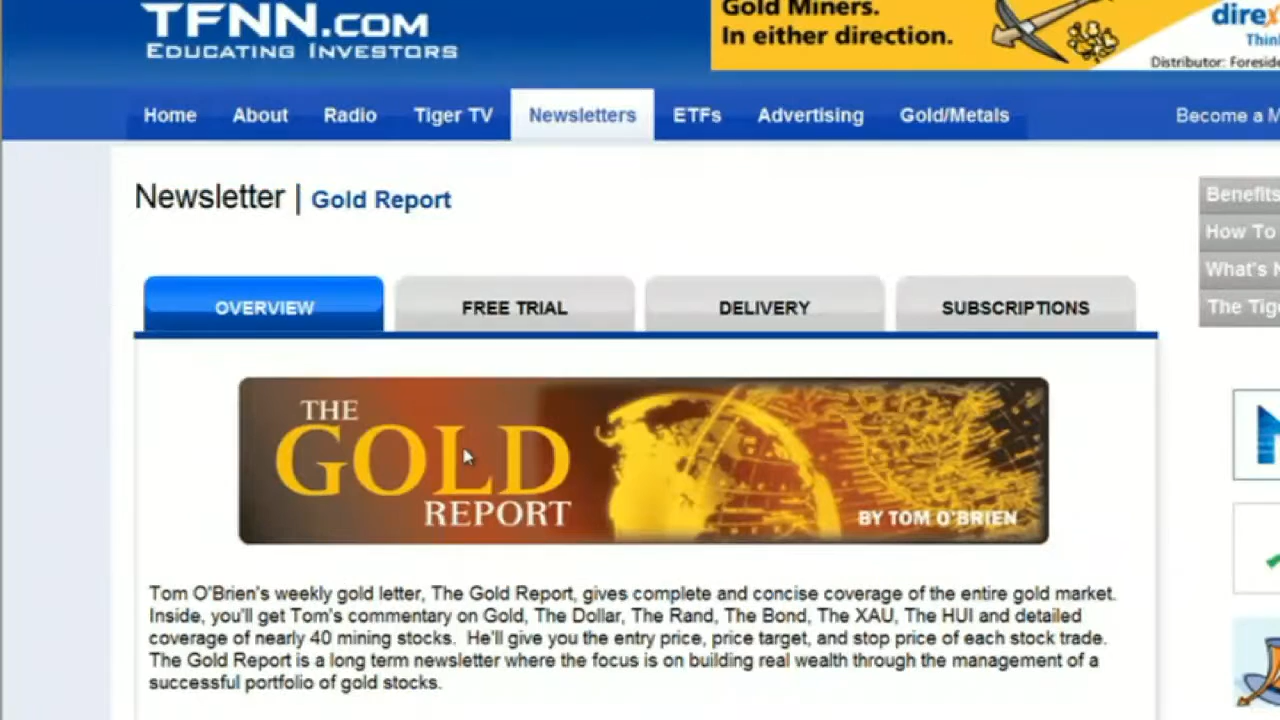 TFNN.COM
EDUCATING INVESTORS
Gold Miners.
In either direction.
Distributor:
Home About Radio Tiger TV Newsletters ETFs Advertising Gold/Metals Become a
Newsletter | Gold Report
Benefits
How To
What's
The
OVERVIEW FREE TRIAL DELIVERY SUBSCRIPTIONS
THE
GOLD
REPORT
BY TOM O'BRIEN
Tom O'Brien's weekly gold letter, The Gold Report, gives complete and concise coverage of the entire gold market.
Inside, you'll get Tom's commentary on Gold, The Dollar, The Rand, The Bond, The XAU, The HUI and detailed
coverage of nearly 40 mining stocks. He'll give you the entry price, price target, and stop price of each stock trade.
The Gold Report is a long term newsletter where the focus is on building real wealth through the management of a
successful portfolio of gold stocks.